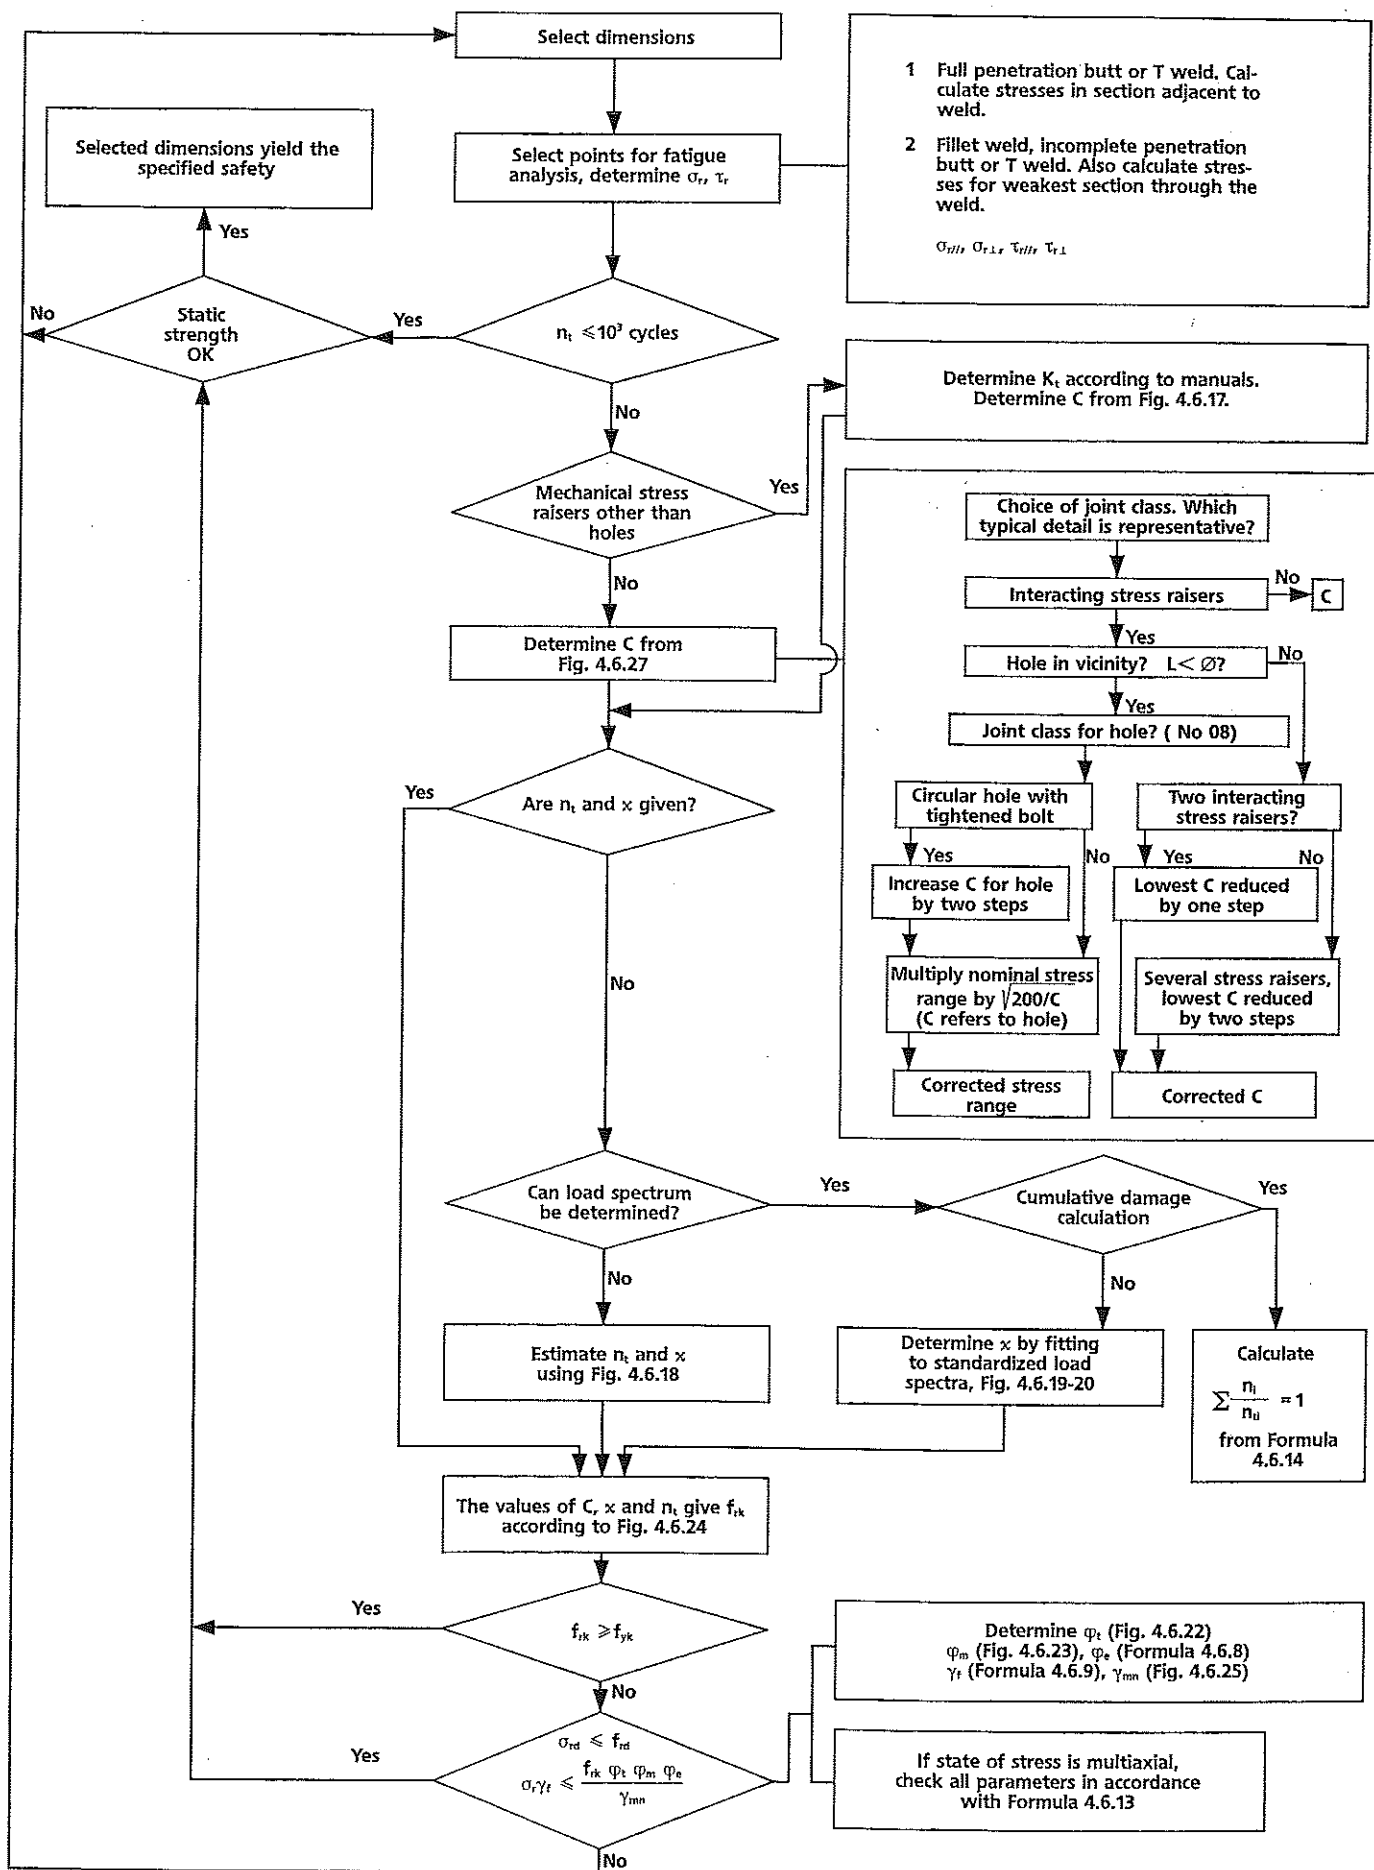 Select dimensions
1 Full penetration butt or T weld. Cal-
culate stresses in section adjacent to
weld.
2 Fillet weld, incomplete penetration
butt or T weld. Also calculate stres-
ses for weakest section through the
weld.
σr//, σr⊥, τr//, τr⊥
Selected dimensions yield the
specified safety
Select points for fatigue
analysis, determine σr, τr
Yes
No
Static
strength
OK
Yes
nt ≤10³ cycles
No
Determine Kt according to manuals.
Determine C from Fig. 4.6.17.
Mechanical stress
raisers other than
holes
Yes
No
Determine C from
Fig. 4.6.27
Choice of joint class. Which
typical detail is representative?
Interacting stress raisers
No
C
Yes
Hole in vicinity? L< Ø?
No
Yes
Joint class for hole? ( No 08)
Circular hole with
tightened bolt
Two interacting
stress raisers?
Yes
No
Yes
No
Increase C for hole
by two steps
Lowest C reduced
by one step
Multiply nominal stress
range by √200/C
(C refers to hole)
Several stress raisers,
lowest C reduced
by two steps
Corrected stress
range
Corrected C
Yes
Are nt and x given?
No
Can load spectrum
be determined?
Yes
Cumulative damage
calculation
Yes
No
No
Estimate nt and x
using Fig. 4.6.18
Determine x by fitting
to standardized load
spectra, Fig. 4.6.19-20
Calculate
∑ ni/nti = 1
from Formula
4.6.14
The values of C, x and nt give frk
according to Fig. 4.6.24
Yes
frk ≥ fyk
No
Determine φt (Fig. 4.6.22)
φm (Fig. 4.6.23), φe (Formula 4.6.8)
γf (Formula 4.6.9), γmn (Fig. 4.6.25)
Yes
σrd ≤ frd
σrγf ≤ frk φt φm φe / γmn
If state of stress is multiaxial,
check all parameters in accordance
with Formula 4.6.13
No